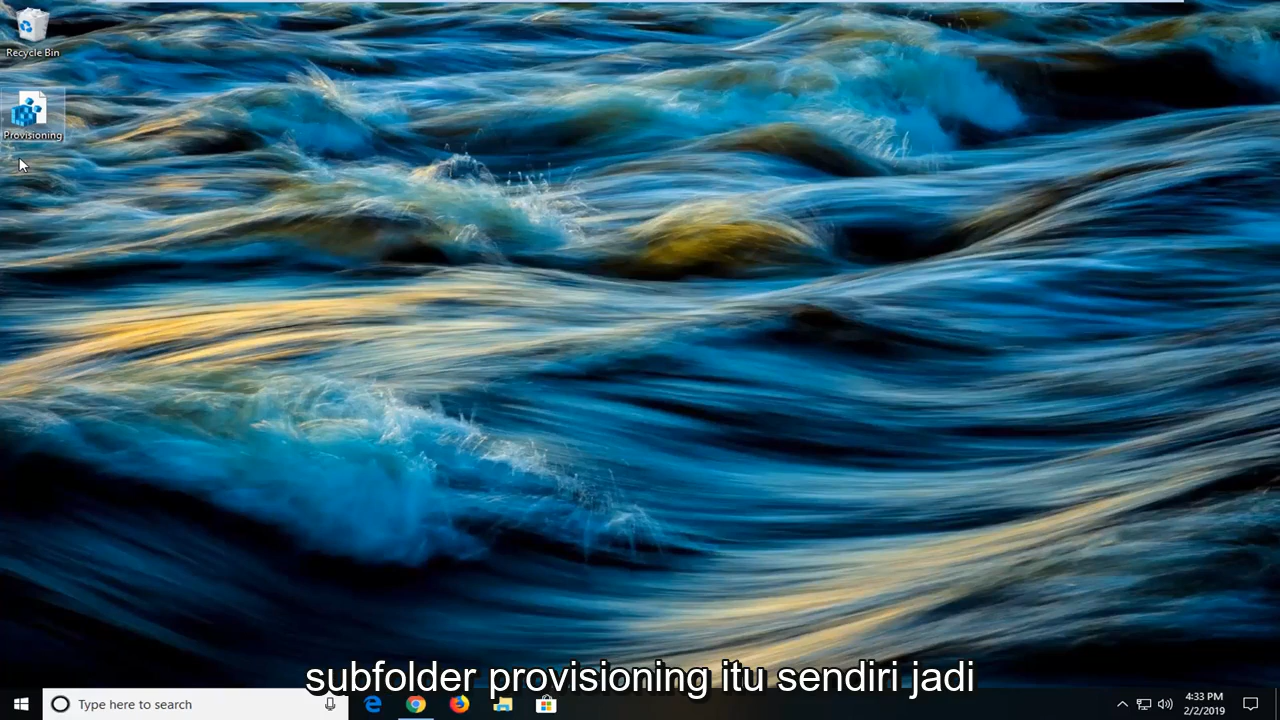 Recycle Bin
Provisioning
subfolder provisioning itu sendiri jadi
Type here to search
4:33 PM
2/2/2019